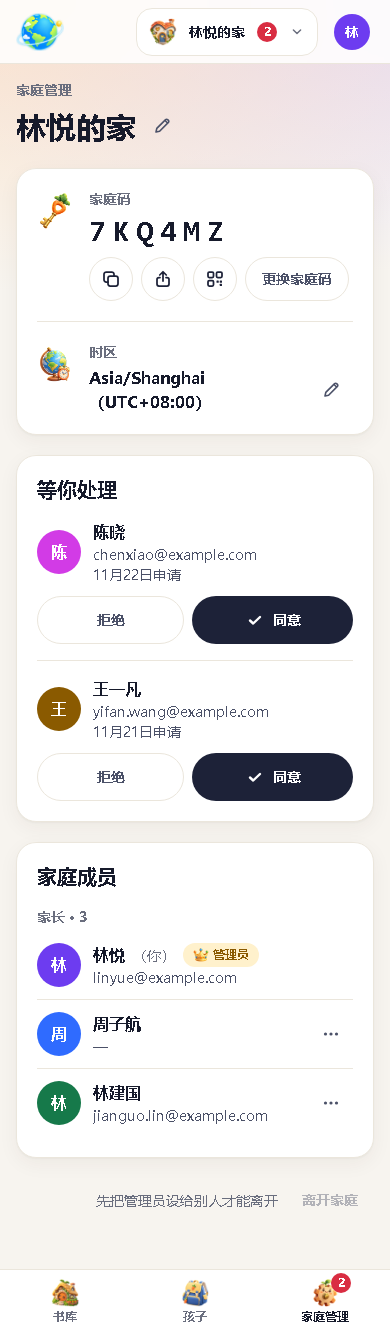 林悦的家 2
林
家庭管理
林悦的家
家庭码
7KQ4MZ
更换家庭码
时区
Asia/Shanghai
（UTC+08:00）
等你处理
陈
陈晓
chenxiao@example.com
11月22日申请
拒绝
同意
王
王一凡
yifan.wang@example.com
11月21日申请
拒绝
同意
家庭成员
家长 • 3
林
林悦 （你） 管理员
linyue@example.com
周
周子航
—
林
林建国
jianguo.lin@example.com
先把管理员设给别人才能离开 离开家庭
2
书库 孩子 家庭管理